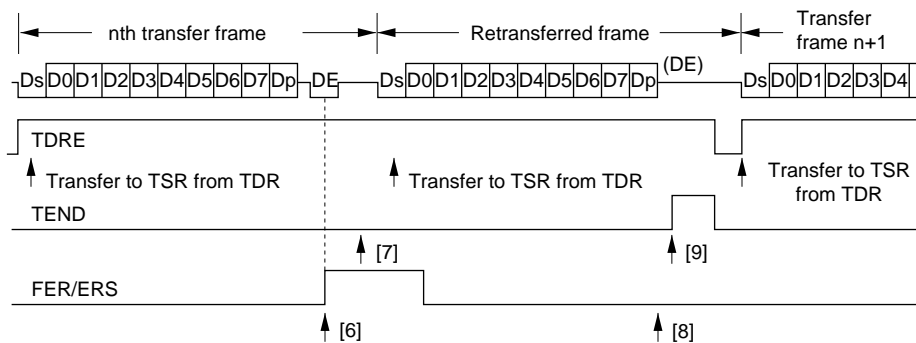 nth transfer frame
Retransferred frame
Transfer
frame n+1
Ds D0 D1 D2 D3 D4 D5 D6 D7 Dp DE
Ds D0 D1 D2 D3 D4 D5 D6 D7 Dp (DE)
Ds D0 D1 D2 D3 D4
TDRE
Transfer to TSR from TDR
Transfer to TSR from TDR
Transfer to TSR
from TDR
TEND
[7]
[9]
FER/ERS
[6]
[8]